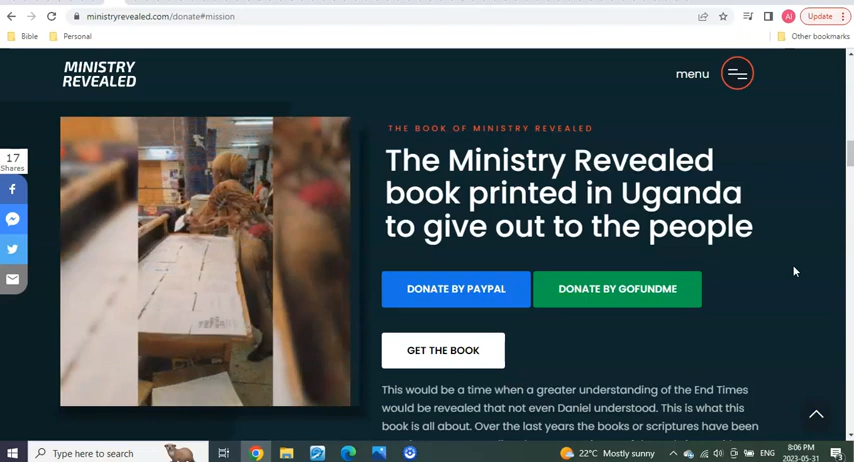 ministryrevealed.com/donate#mission
AI
Update
Bible
Personal
Other bookmarks
MINISTRY
REVEALED
menu
17
Shares
THE BOOK OF MINISTRY REVEALED
The Ministry Revealed
book printed in Uganda
to give out to the people
DONATE BY PAYPAL
DONATE BY GOFUNDME
GET THE BOOK
This would be a time when a greater understanding of the End Times
would be revealed that not even Daniel understood. This is what this
book is all about. Over the last years the books or scriptures have been
Type here to search
22°C Mostly sunny
ENG
8:06 PM
2023-05-31
3